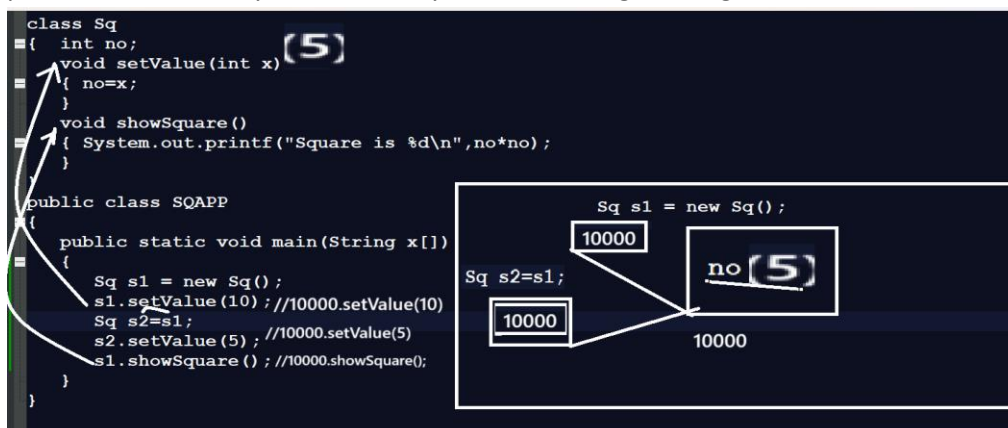 class Sq
{ int no;
(5)
void setValue(int x)
{ no=x;
}
void showSquare()
{ System.out.printf("Square is %d\n",no*no);
}
}
public class SQAPP
{
public static void main(String x[])
{
Sq s1 = new Sq();
s1.setValue(10); //10000.setValue(10)
Sq s2=s1;
s2.setValue(5); //10000.setValue(5)
s1.showSquare(); //10000.showSquare();
}
}
Sq s1 = new Sq();
10000
no (5)
Sq s2=s1;
10000
10000